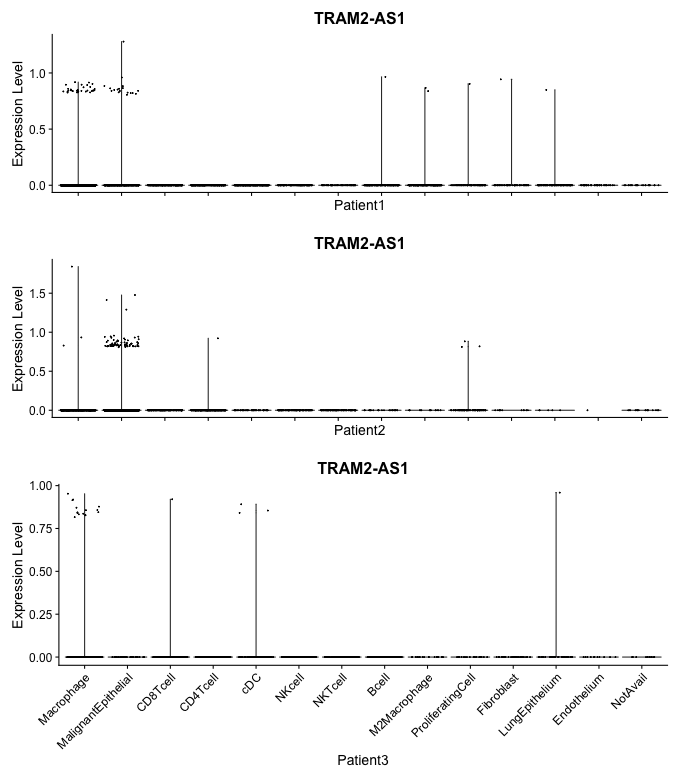 TRAM2-AS1
Expression Level
1.0
0.5
0.0
Patient1
TRAM2-AS1
Expression Level
1.5
1.0
0.5
0.0
Patient2
TRAM2-AS1
Expression Level
1.00
0.75
0.50
0.25
0.00
Macrophage
MalignantEpithelial
CD8Tcell
CD4Tcell
cDC
NKcell
NKTcell
Bcell
M2Macrophage
ProliferatingCell
Fibroblast
LungEpithelium
Endothelium
NotAvail
Patient3